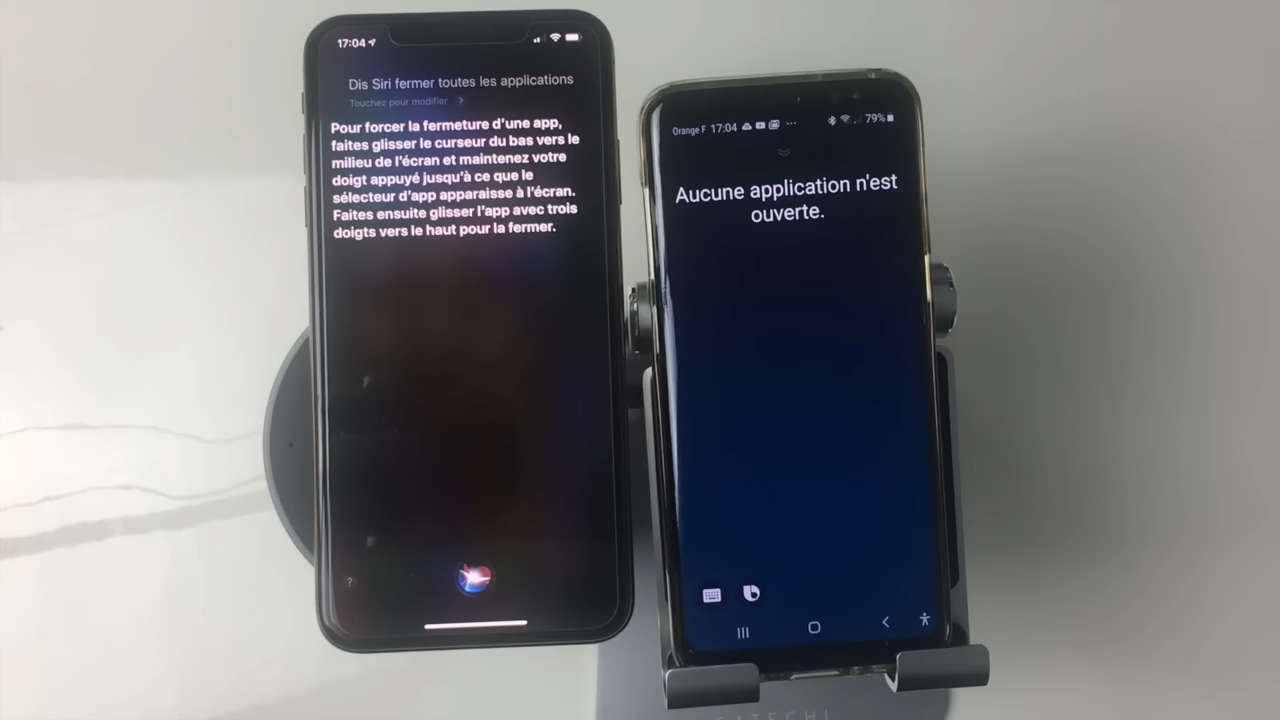 17:04
Dis Siri fermer toutes les applications
Touchez pour modifier
Pour forcer la fermeture d'une app,
faites glisser le curseur du bas vers le
milieu de l'écran et maintenez votre
doigt appuyé jusqu'à ce que le
sélecteur d'app apparaisse à l'écran.
Faites ensuite glisser l'app avec trois
doigts vers le haut pour la fermer.
?
Orange F 17:04 ... 79%
Aucune application n'est
ouverte.
SATECHI